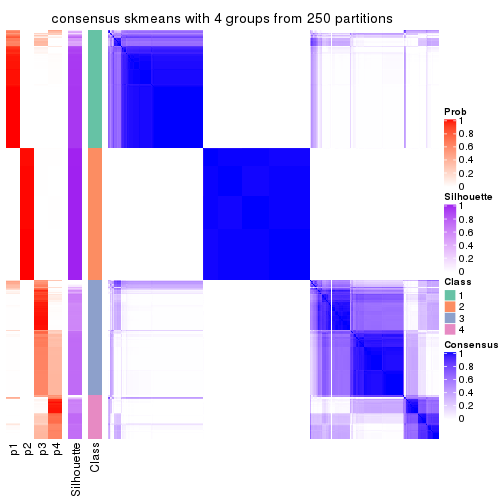 consensus skmeans with 4 groups from 250 partitions
Prob
1
0.8
0.6
0.4
0.2
0
Silhouette
1
0.8
0.6
0.4
0.2
0
Class
1
2
3
4
Consensus
1
0.8
0.6
0.4
0.2
0
p1
p2
p3
p4
Silhouette
Class